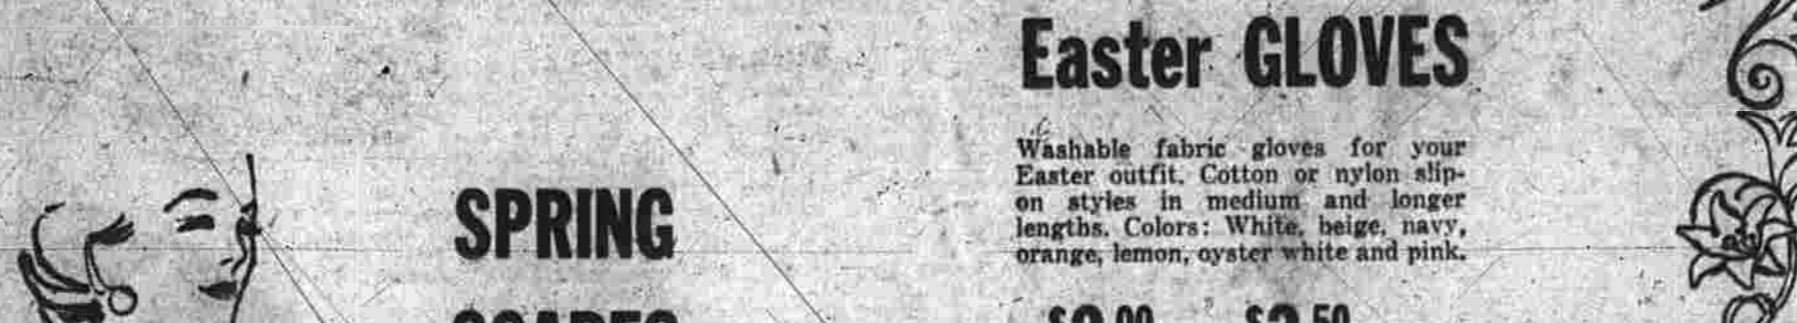 SPRING
Easter GLOVES
Washable fabric gloves for your
Easter outfit. Cotton or nylon slip-
on styles in medium and longer
lengths. Colors: White, beige, navy,
orange, lemon, oyster white and pink.